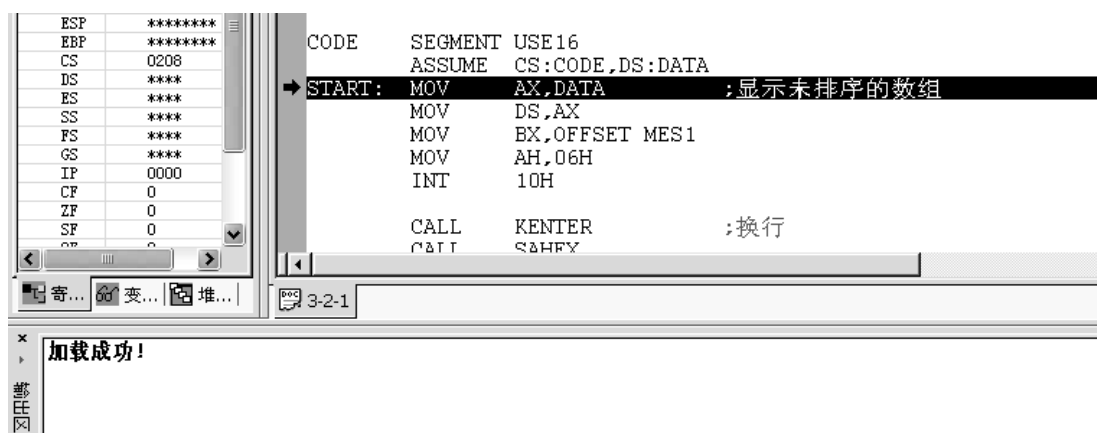 ESP ********
EBP ********
CS 0208
DS ****
ES ****
SS ****
FS ****
GS ****
IP 0000
CF 0
ZF 0
SF 0
CODE SEGMENT USE16
ASSUME CS:CODE,DS:DATA
START: MOV AX,DATA ;显示未排序的数组
MOV DS,AX
MOV BX,OFFSET MES1
MOV AH,06H
INT 10H
CALL KENTER ;换行
CALL SAHEX
寄... 变... 堆...
3-2-1
加载成功!